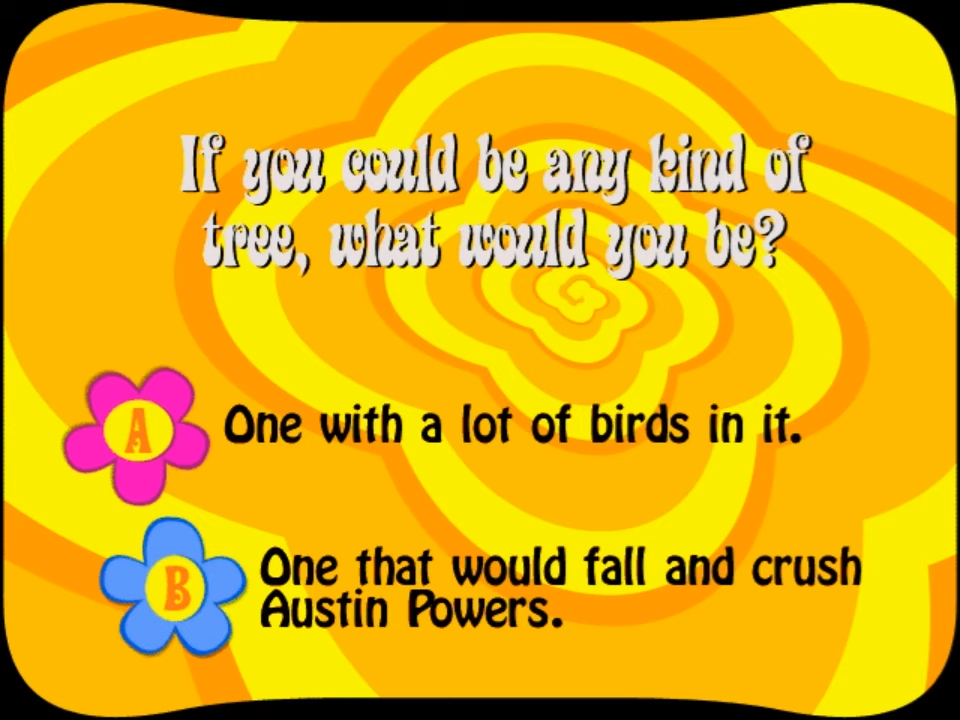 If you could be any kind of
tree, what would you be?
A One with a lot of birds in it.
B One that would fall and crush
Austin Powers.